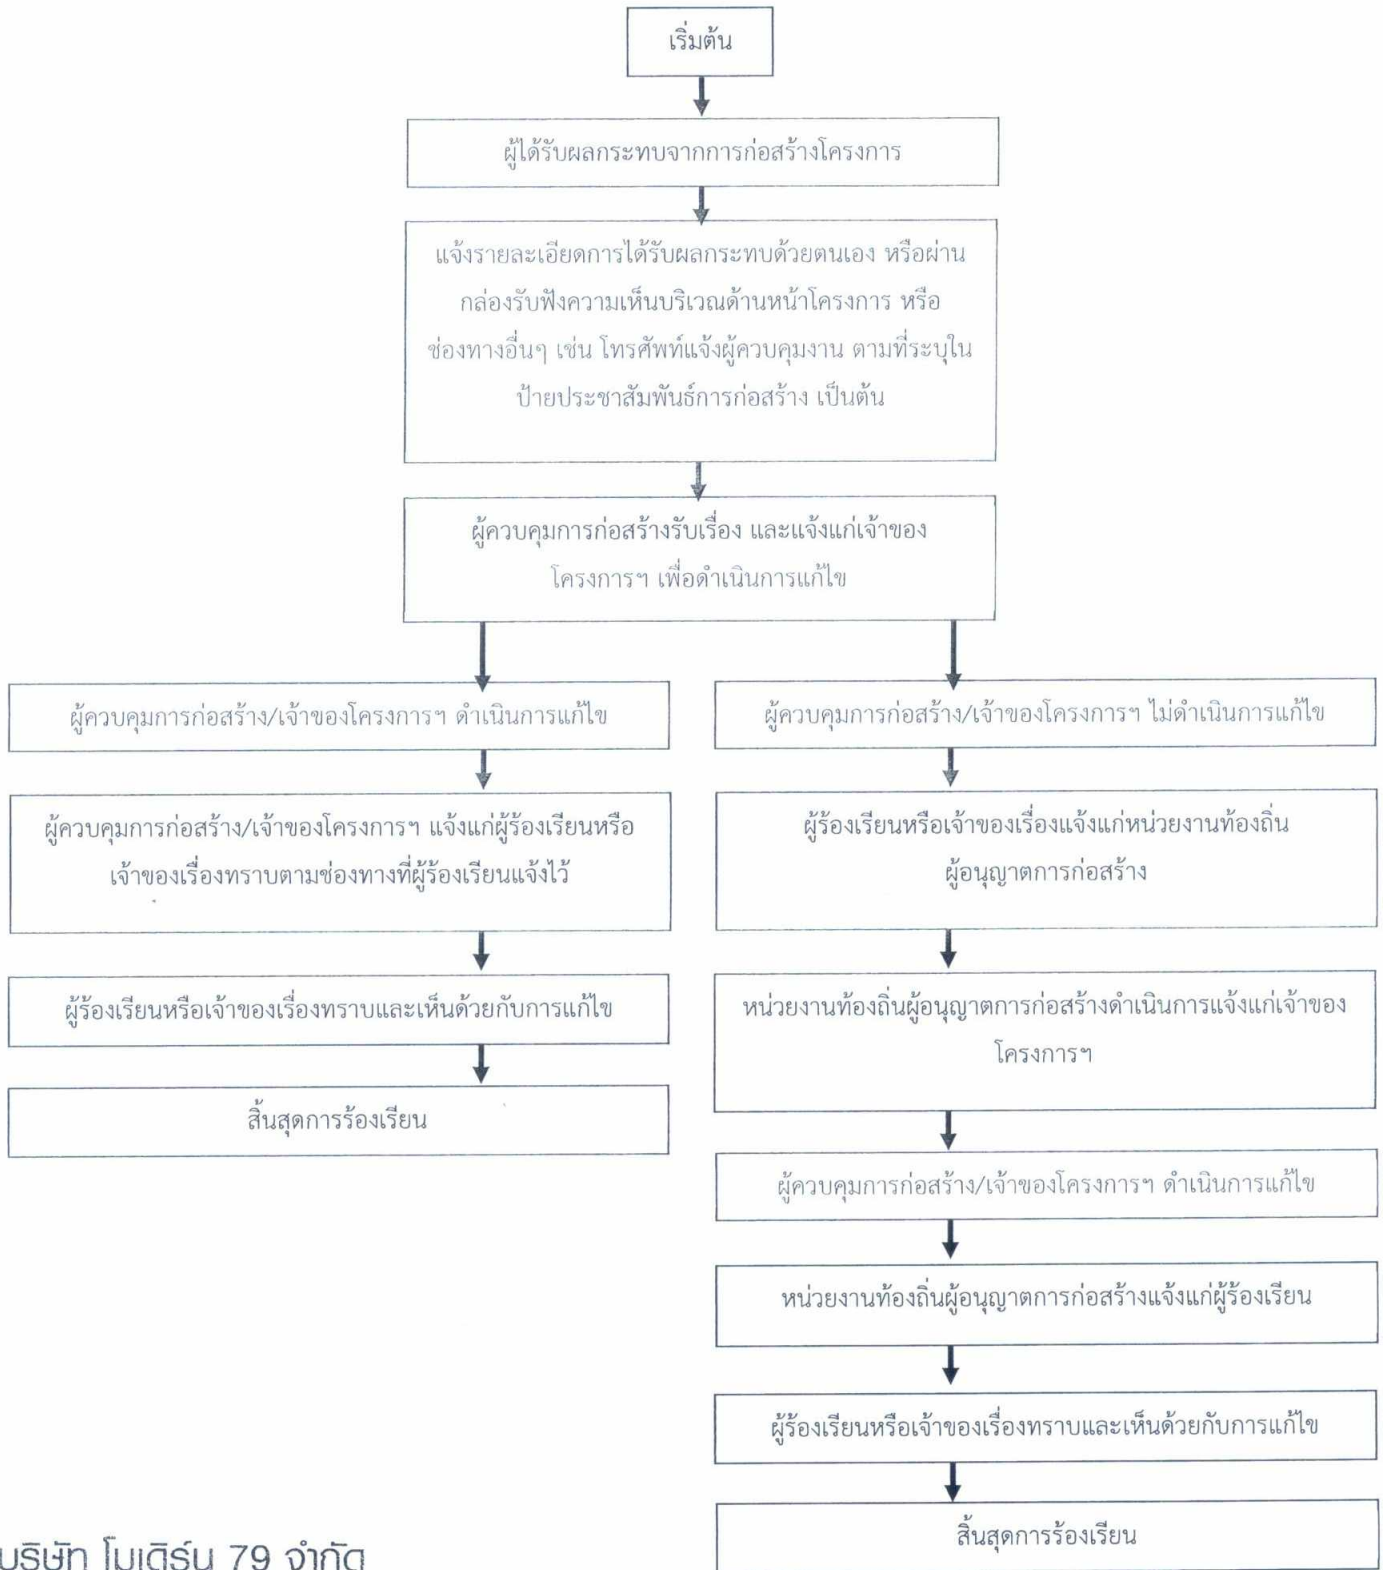 เริ่มต้น
ผู้ได้รับผลกระทบจากการก่อสร้างโครงการ
แจ้งรายละเอียดการได้รับผลกระทบด้วยตนเอง หรือผ่าน
กล่องรับฟังความเห็นบริเวณด้านหน้าโครงการ หรือ
ช่องทางอื่นๆ เช่น โทรศัพท์แจ้งผู้ควบคุมงาน ตามที่ระบุใน
ป้ายประชาสัมพันธ์การก่อสร้าง เป็นต้น
ผู้ควบคุมการก่อสร้างรับเรื่อง และแจ้งแก่เจ้าของ
โครงการฯ เพื่อดำเนินการแก้ไข
ผู้ควบคุมการก่อสร้าง/เจ้าของโครงการฯ ดำเนินการแก้ไข
ผู้ควบคุมการก่อสร้าง/เจ้าของโครงการฯ แจ้งแก่ผู้ร้องเรียนหรือ
เจ้าของเรื่องทราบตามช่องทางที่ผู้ร้องเรียนแจ้งไว้
ผู้ร้องเรียนหรือเจ้าของเรื่องทราบและเห็นด้วยกับการแก้ไข
สิ้นสุดการร้องเรียน
ผู้ควบคุมการก่อสร้าง/เจ้าของโครงการฯ ไม่ดำเนินการแก้ไข
ผู้ร้องเรียนหรือเจ้าของเรื่องแจ้งแก่หน่วยงานท้องถิ่น
ผู้อนุญาตการก่อสร้าง
หน่วยงานท้องถิ่นผู้อนุญาตการก่อสร้างดำเนินการแจ้งแก่เจ้าของ
โครงการฯ
ผู้ควบคุมการก่อสร้าง/เจ้าของโครงการฯ ดำเนินการแก้ไข
หน่วยงานท้องถิ่นผู้อนุญาตการก่อสร้างแจ้งแก่ผู้ร้องเรียน
ผู้ร้องเรียนหรือเจ้าของเรื่องทราบและเห็นด้วยกับการแก้ไข
สิ้นสุดการร้องเรียน
บริษัท โมเดิร์น 79 จำกัด